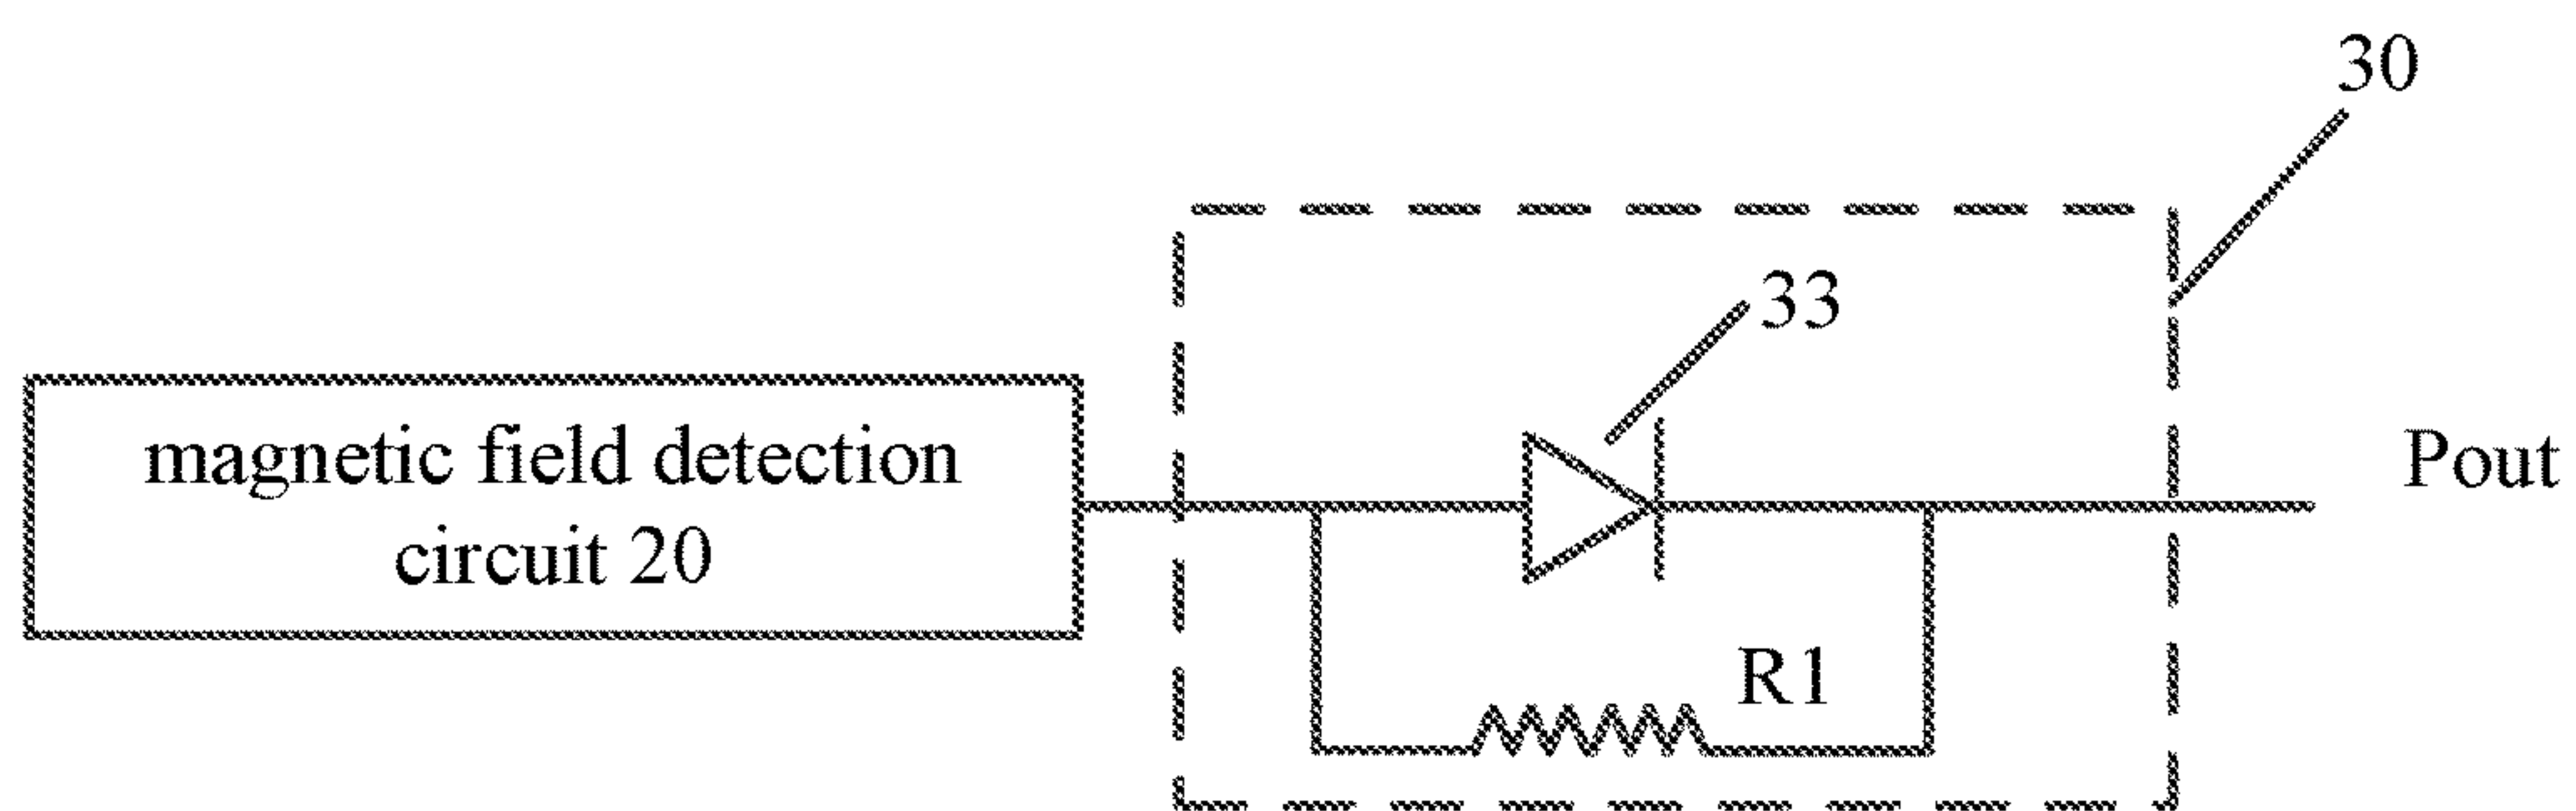 30
33
magnetic field detection
circuit 20
Pout
R1